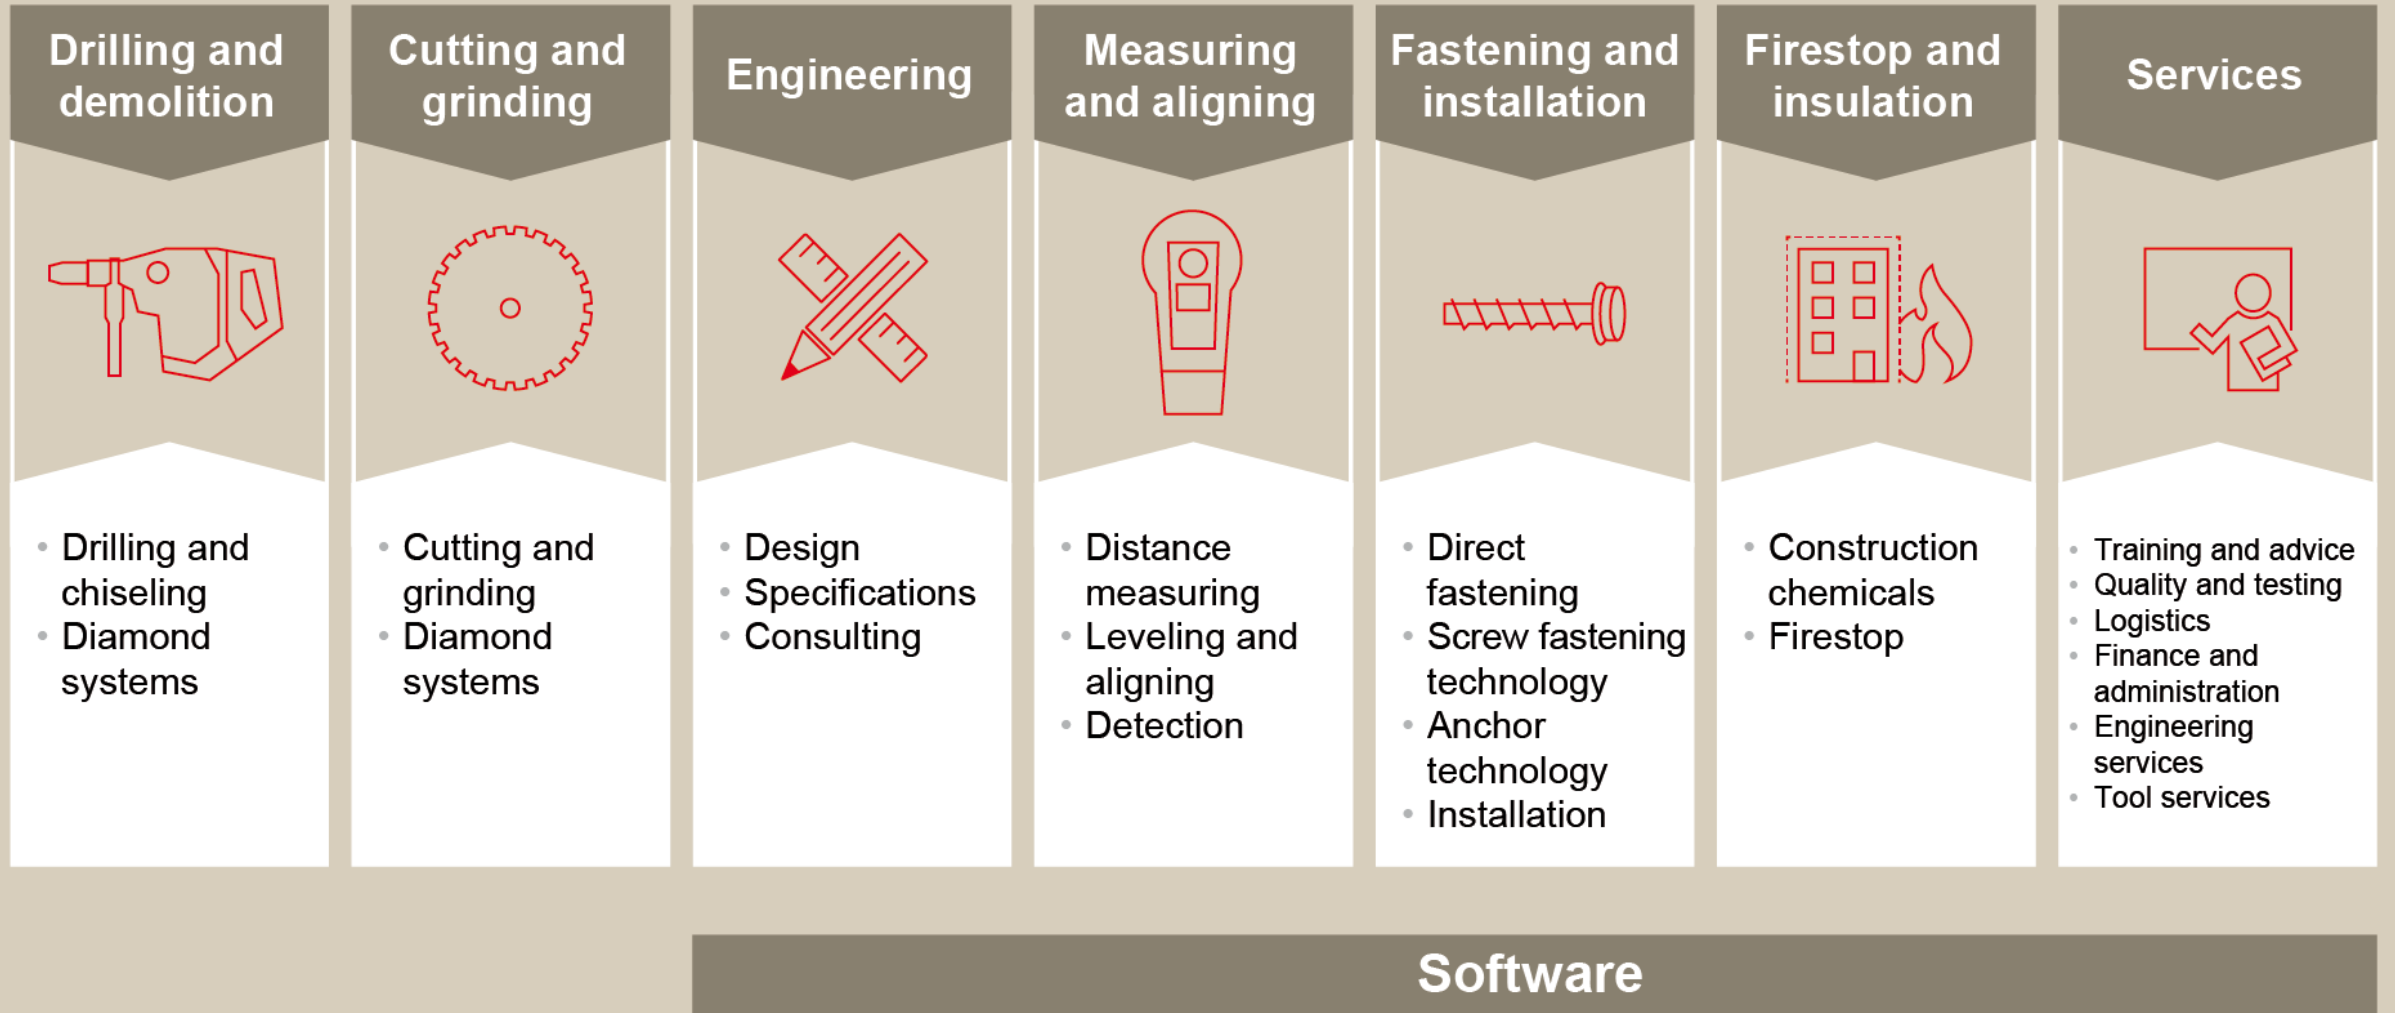 Drilling and
demolition
Cutting and
grinding
Engineering
Measuring
and aligning
Fastening and
installation
Firestop and
insulation
Services
• Drilling and
chiseling
• Diamond
systems
• Cutting and
grinding
• Diamond
systems
• Design
• Specifications
• Consulting
• Distance
measuring
• Leveling and
aligning
• Detection
• Direct
fastening
• Screw fastening
technology
• Anchor
technology
• Installation
• Construction
chemicals
• Firestop
• Training and advice
• Quality and testing
• Logistics
• Finance and
administration
• Engineering
services
• Tool services
Software